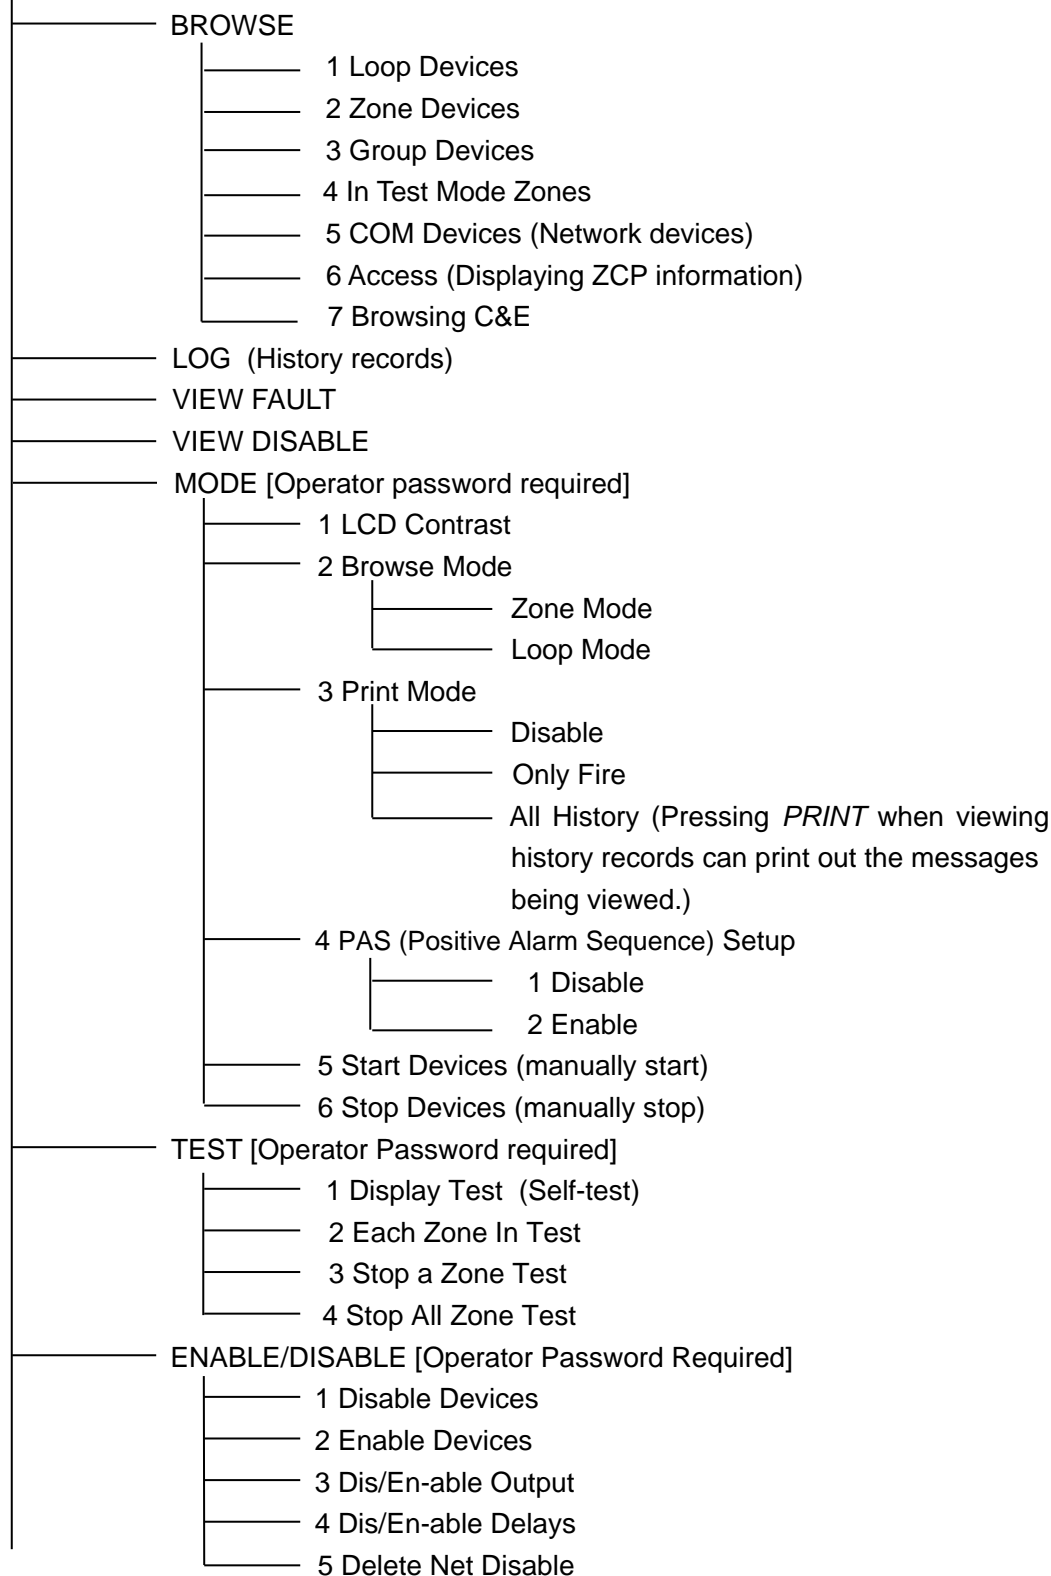 BROWSE
1 Loop Devices
2 Zone Devices
3 Group Devices
4 In Test Mode Zones
5 COM Devices (Network devices)
6 Access (Displaying ZCP information)
7 Browsing C&E
LOG (History records)
VIEW FAULT
VIEW DISABLE
MODE [Operator password required]
1 LCD Contrast
2 Browse Mode
Zone Mode
Loop Mode
3 Print Mode
Disable
Only Fire
All History (Pressing PRINT when viewing
history records can print out the messages
being viewed.)
4 PAS (Positive Alarm Sequence) Setup
1 Disable
2 Enable
5 Start Devices (manually start)
6 Stop Devices (manually stop)
TEST [Operator Password required]
1 Display Test (Self-test)
2 Each Zone In Test
3 Stop a Zone Test
4 Stop All Zone Test
ENABLE/DISABLE [Operator Password Required]
1 Disable Devices
2 Enable Devices
3 Dis/En-able Output
4 Dis/En-able Delays
5 Delete Net Disable